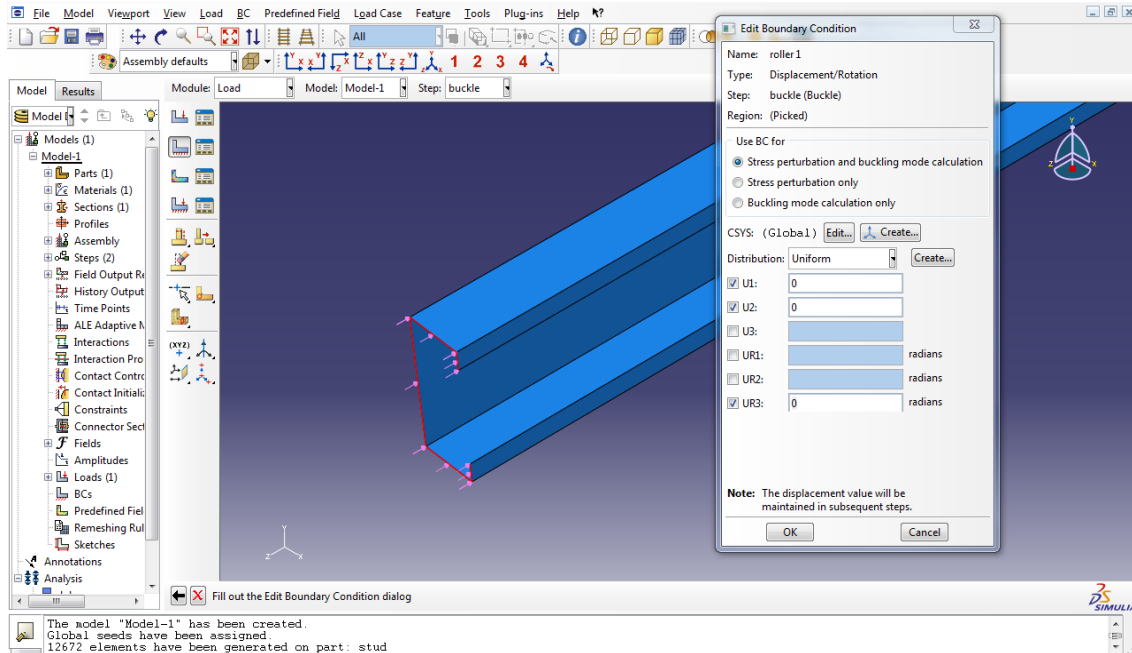 File Model Viewport View Load BC Predefined Field Load Case Feature Tools Plug-ins Help
All
Assembly defaults
1 2 3 4
Model Results
Module: Load Model: Model-1 Step: buckle
Models (1)
Model-1
Parts (1)
Materials (1)
Sections (1)
Profiles
Assembly
Steps (2)
Field Output Re
History Output
Time Points
ALE Adaptive M
Interactions
Interaction Pro
Contact Contro
Contact Initializ
Constraints
Connector Sect
Fields
Amplitudes
Loads (1)
BCs
Predefined Fiel
Remeshing Rul
Sketches
Annotations
Analysis
(XYZ)
Y
Z X
Y
Z X
Edit Boundary Condition
Name: roller1
Type: Displacement/Rotation
Step: buckle (Buckle)
Region: (Picked)
Use BC for
Stress perturbation and buckling mode calculation
Stress perturbation only
Buckling mode calculation only
CSYS: (Global) Edit... Create...
Distribution: Uniform Create...
U1: 0
U2: 0
U3:
UR1: radians
UR2: radians
UR3: 0 radians
Note: The displacement value will be
maintained in subsequent steps.
OK Cancel
Fill out the Edit Boundary Condition dialog
SIMULIA
The model "Model-1" has been created.
Global seeds have been assigned.
12672 elements have been generated on part: stud